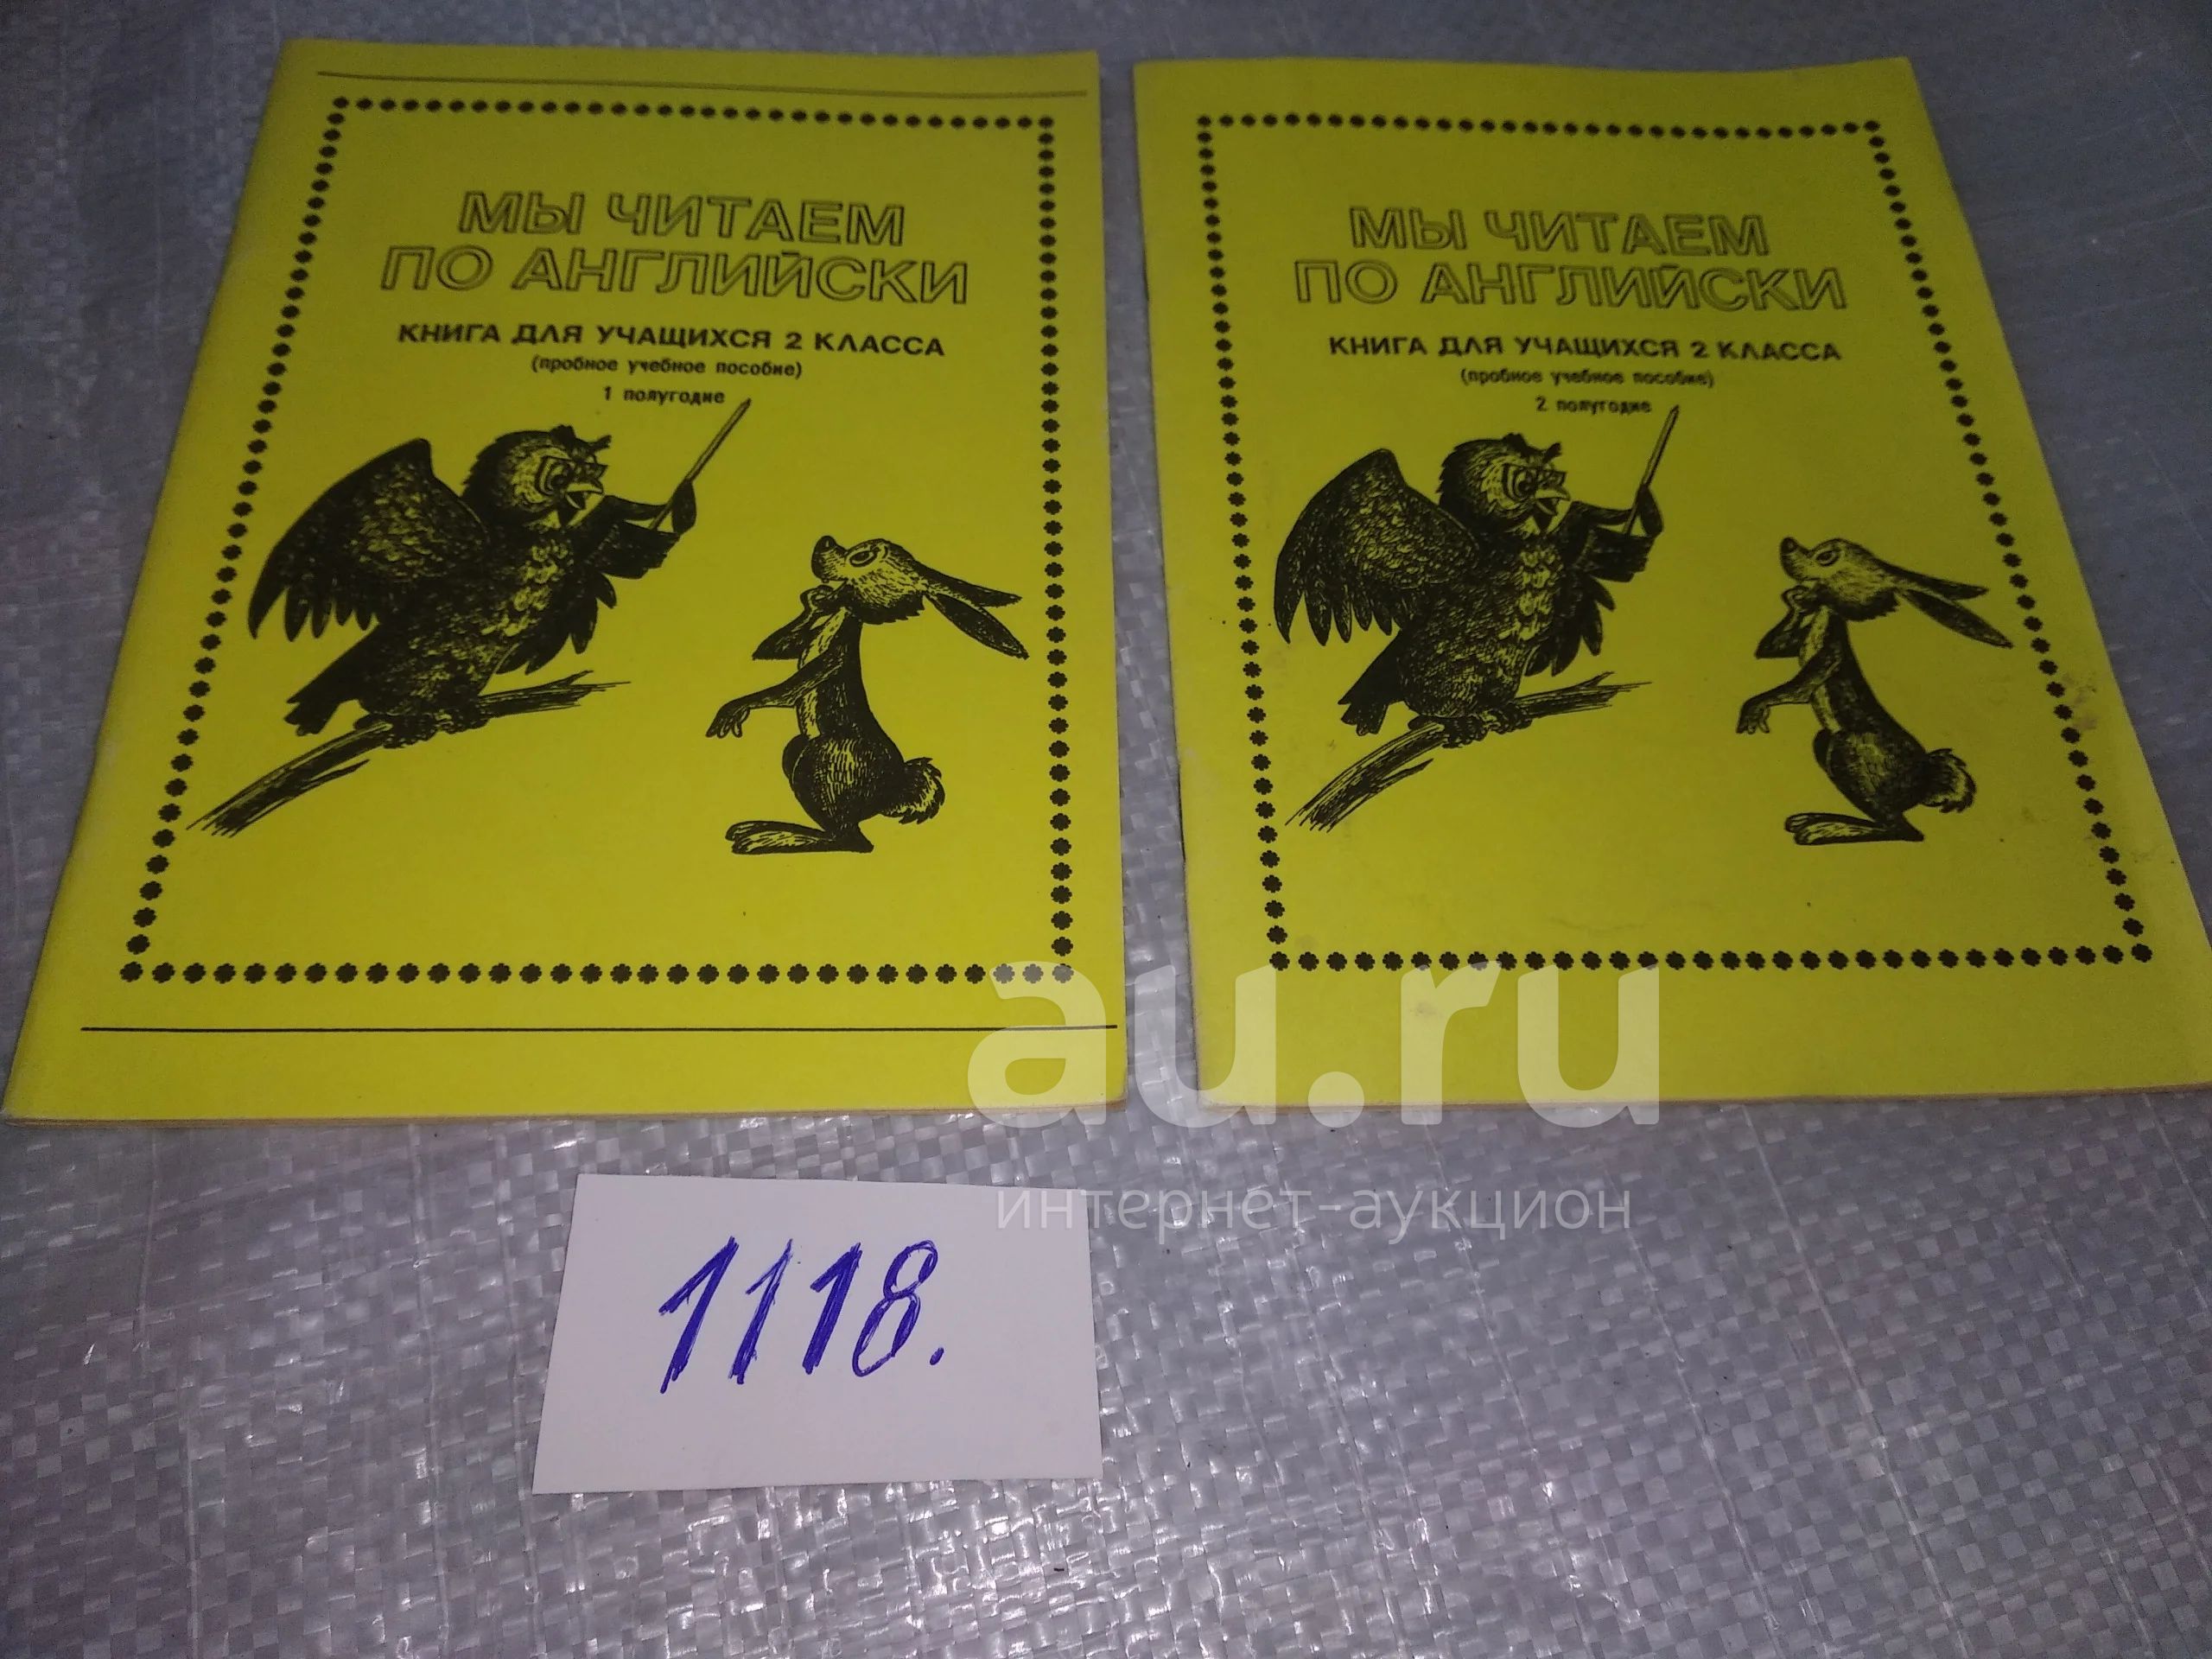 МЫ ЧИТАЕМ
ПО АНГЛИЙСКИ
КНИГА ДЛЯ УЧАЩИХСЯ 2 КЛАССА
(пробное учебное пособие)
1 полугодие
МЫ ЧИТАЕМ
ПО АНГЛИЙСКИ
КНИГА ДЛЯ УЧАЩИХСЯ 2 КЛАССА
(пробное учебное пособие)
2 полугодие
au.ru
интернет-аукцион
1118.